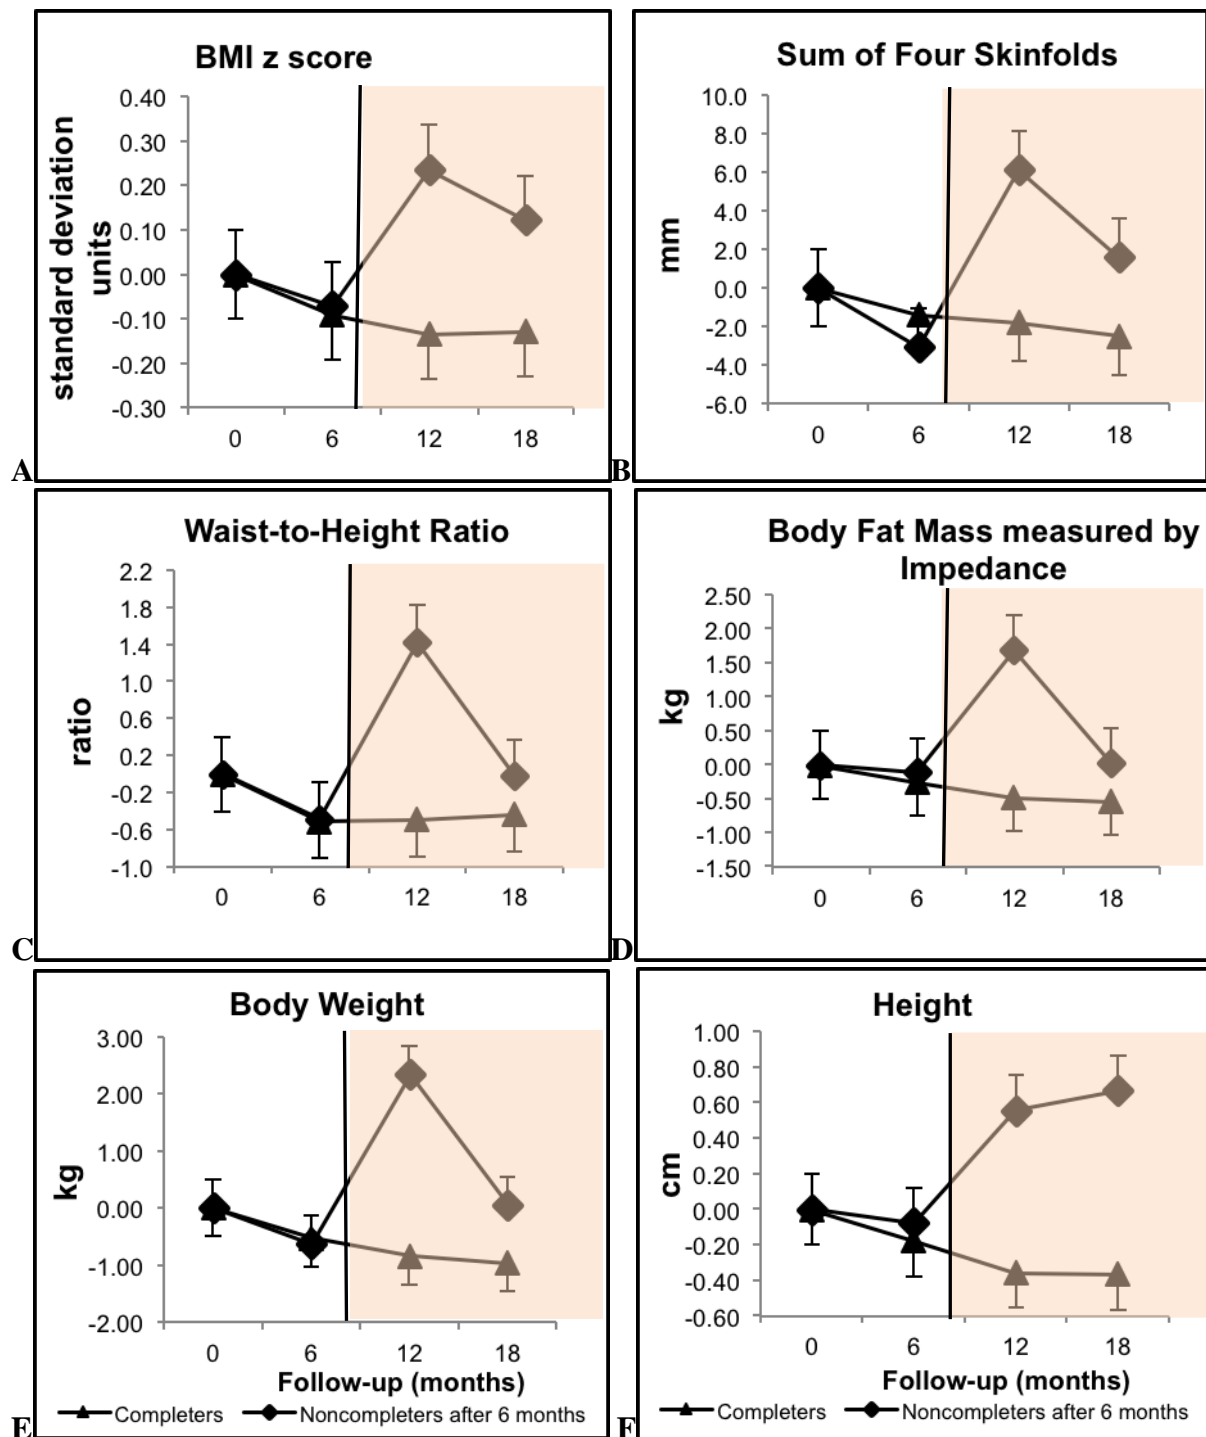 BMI z score
standard deviation
units
0.40
0.30
0.20
0.10
0.00
-0.10
-0.20
-0.30
0 6 12 18
A
Sum of Four Skinfolds
mm
10.0
8.0
6.0
4.0
2.0
0.0
-2.0
-4.0
-6.0
0 6 12 18
B
Waist-to-Height Ratio
ratio
2.2
1.8
1.4
1.0
0.6
0.2
-0.2
-0.6
-1.0
0 6 12 18
C
Body Fat Mass measured by
Impedance
kg
2.50
2.00
1.50
1.00
0.50
0.00
-0.50
-1.00
-1.50
0 6 12 18
D
Body Weight
kg
3.00
2.00
1.00
0.00
-1.00
-2.00
0 6 12 18
Follow-up (months)
Completers Noncompleters after 6 months
E
Height
cm
1.00
0.80
0.60
0.40
0.20
0.00
-0.20
-0.40
-0.60
0 6 12 18
Follow-up (months)
Completers Noncompleters after 6 months
F